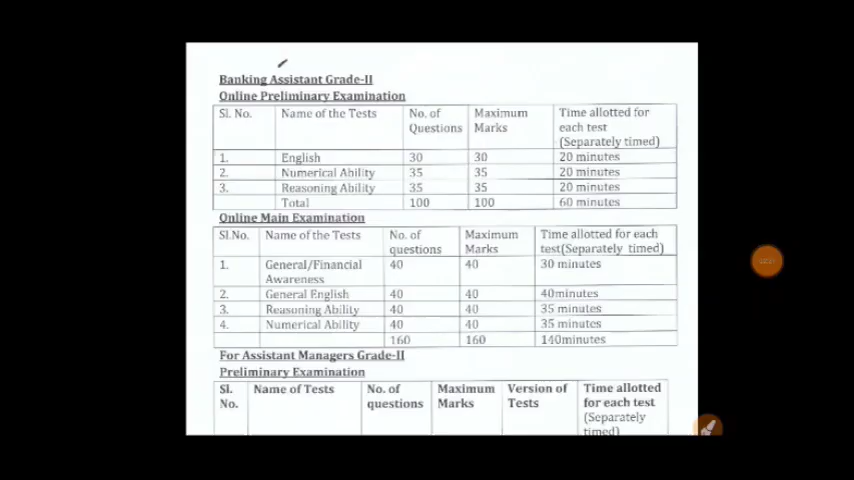 Banking Assistant Grade-II
Online Preliminary Examination
Sl. No. Name of the Tests No. of Questions Maximum Marks Time allotted for each test (Separately timed)
1. English 30 30 20 minutes
2. Numerical Ability 35 35 20 minutes
3. Reasoning Ability 35 35 20 minutes
Total 100 100 60 minutes
Online Main Examination
Sl.No. Name of the Tests No. of questions Maximum Marks Time allotted for each test(Separately timed)
1. General/Financial Awareness 40 40 30 minutes
2. General English 40 40 40minutes
3. Reasoning Ability 40 40 35 minutes
4. Numerical Ability 40 40 35 minutes
160 160 140minutes
For Assistant Managers Grade-II
Preliminary Examination
Sl. No. Name of Tests No. of questions Maximum Marks Version of Tests Time allotted for each test (Separately timed)